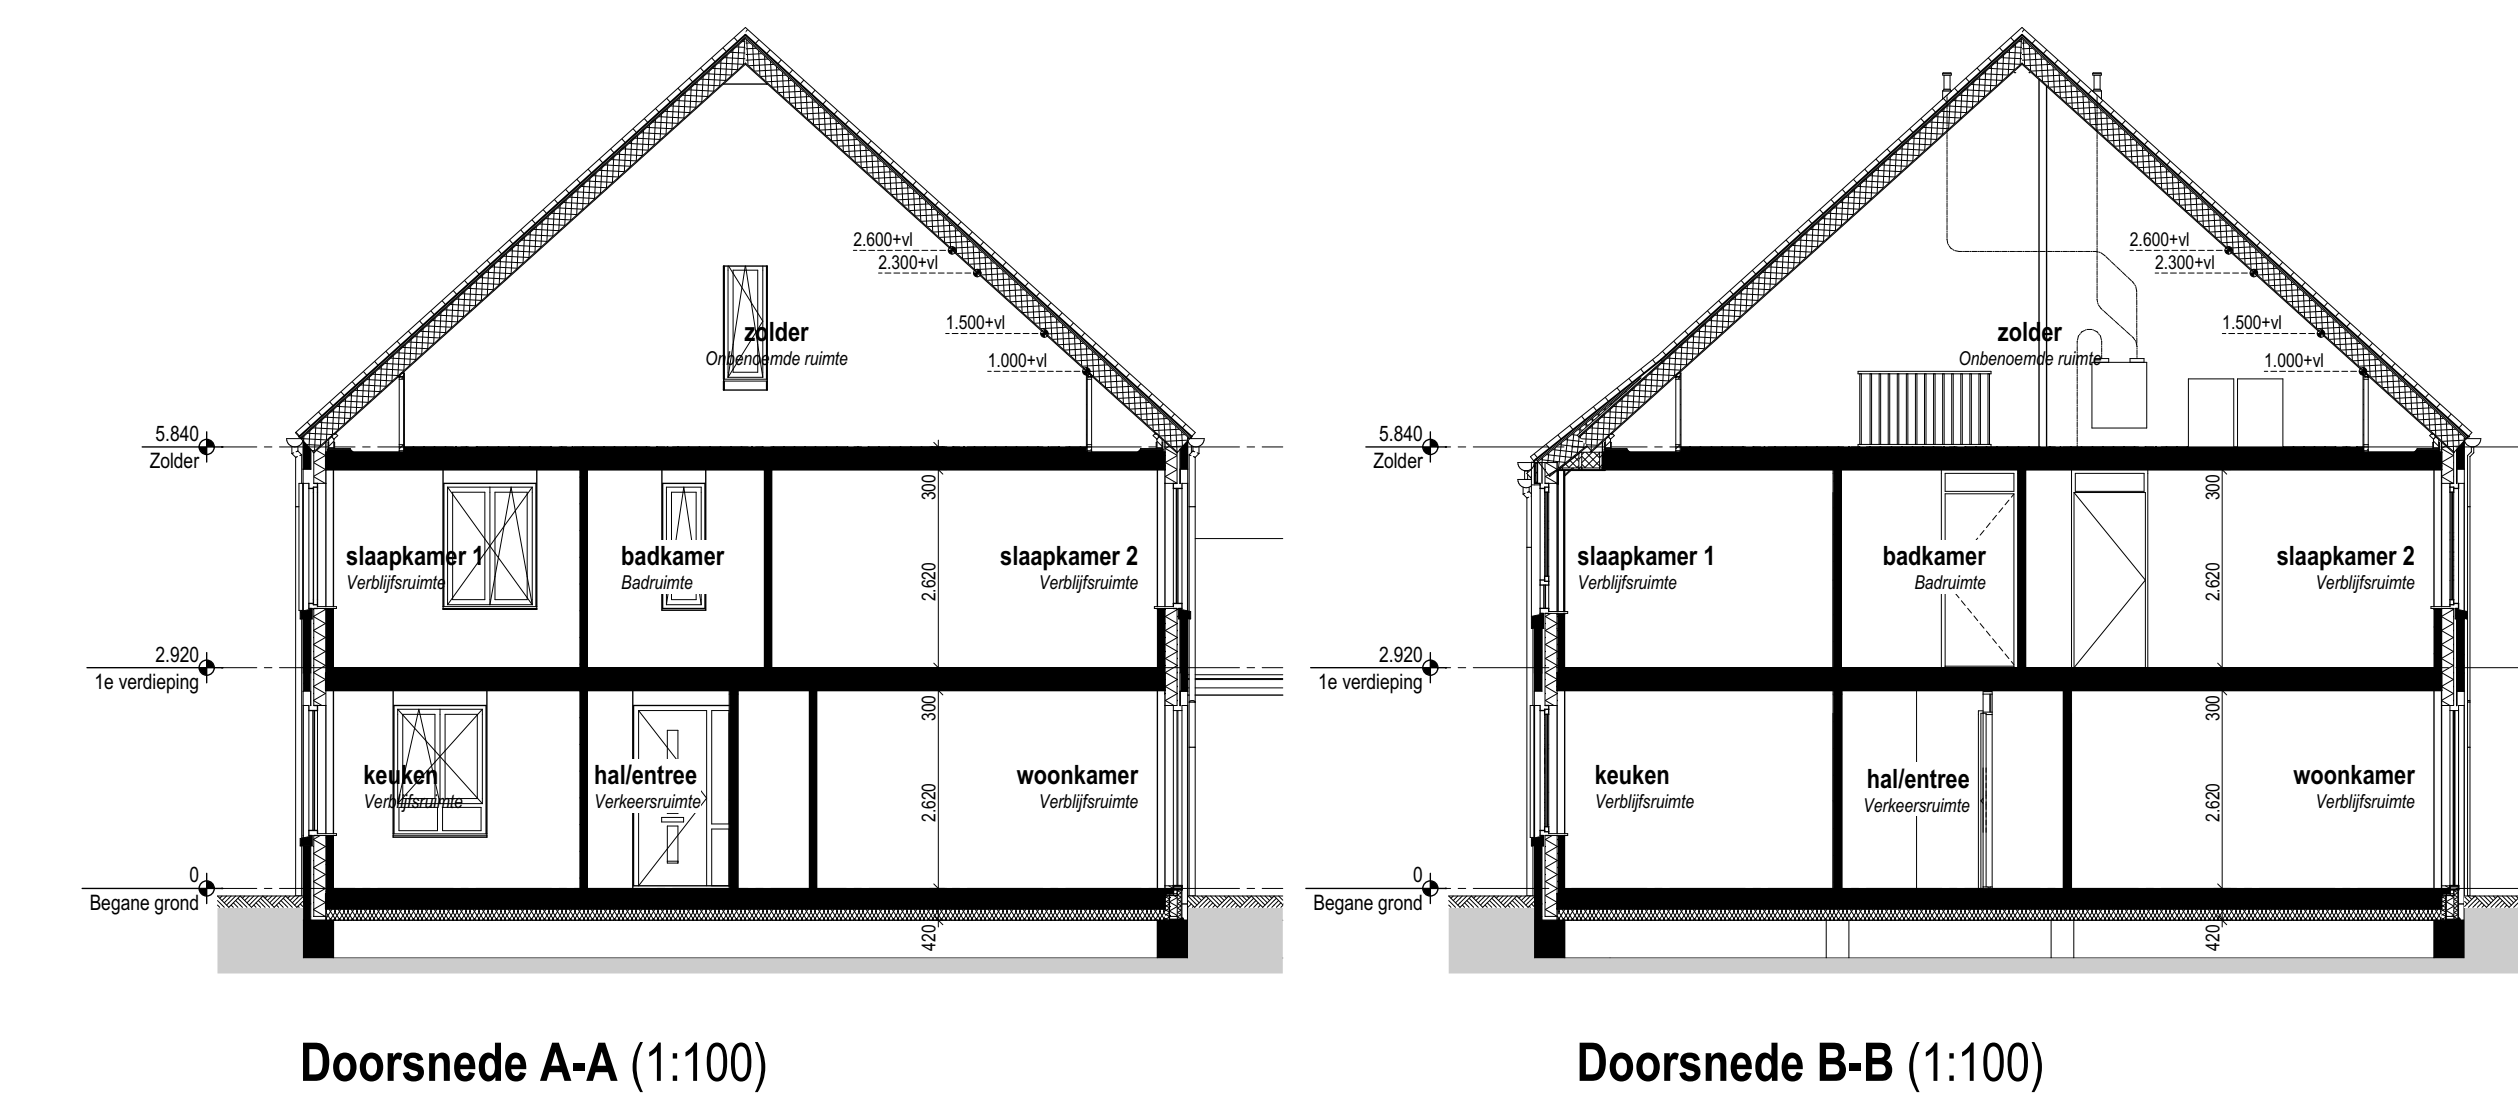 2.600+vl
2.300+vl
zolder
1.500+vl
Onbenoemde ruimte
1.000+vl
5.840
Zolder
300
slaapkamer 1
badkamer
slaapkamer 2
Verblijfsruimte
Badruimte
Verblijfsruimte
2.620
2.920
1e verdieping
300
keuken
hal/entree
woonkamer
Verblijfsruimte
Verkeersruimte
Verblijfsruimte
2.620
0
Begane grond
420
Doorsnede A-A (1:100)
2.600+vl
2.300+vl
zolder
1.500+vl
Onbenoemde ruimte
1.000+vl
5.840
Zolder
300
slaapkamer 1
badkamer
slaapkamer 2
Verblijfsruimte
Badruimte
Verblijfsruimte
2.620
2.920
1e verdieping
300
keuken
hal/entree
woonkamer
Verblijfsruimte
Verkeersruimte
Verblijfsruimte
2.620
0
Begane grond
420
Doorsnede B-B (1:100)